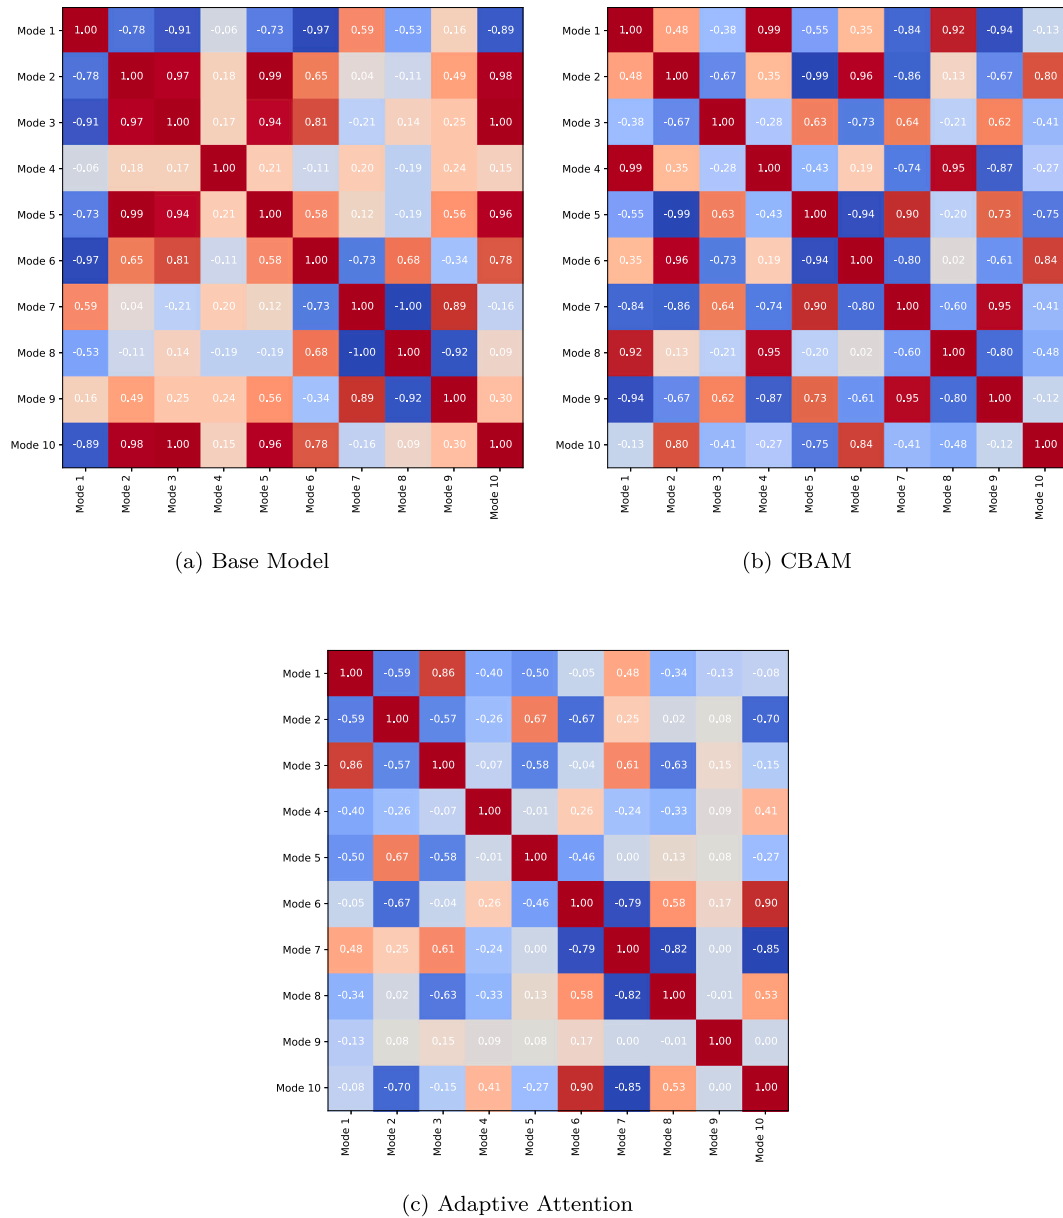 Mode 1 1.00 -0.78 -0.91 -0.06 -0.73 -0.97 0.59 -0.53 0.16 -0.89
Mode 2 -0.78 1.00 0.97 0.18 0.99 0.65 0.04 -0.11 0.49 0.98
Mode 3 -0.91 0.97 1.00 0.17 0.94 0.81 -0.21 0.14 0.25 1.00
Mode 4 -0.06 0.18 0.17 1.00 0.21 -0.11 0.20 -0.19 0.24 0.15
Mode 5 -0.73 0.99 0.94 0.21 1.00 0.58 0.12 -0.19 0.56 0.96
Mode 6 -0.97 0.65 0.81 -0.11 0.58 1.00 -0.73 0.68 -0.34 0.78
Mode 7 0.59 0.04 -0.21 0.20 0.12 -0.73 1.00 -1.00 0.89 -0.16
Mode 8 -0.53 -0.11 0.14 -0.19 -0.19 0.68 -1.00 1.00 -0.92 0.09
Mode 9 0.16 0.49 0.25 0.24 0.56 -0.34 0.89 -0.92 1.00 0.30
Mode 10 -0.89 0.98 1.00 0.15 0.96 0.78 -0.16 0.09 0.30 1.00
Mode 1 Mode 2 Mode 3 Mode 4 Mode 5 Mode 6 Mode 7 Mode 8 Mode 9 Mode 10
(a) Base Model
Mode 1 1.00 0.48 -0.38 0.99 -0.55 0.35 -0.84 0.92 -0.94 -0.13
Mode 2 0.48 1.00 -0.67 0.35 -0.99 0.96 -0.86 0.13 -0.67 0.80
Mode 3 -0.38 -0.67 1.00 -0.28 0.63 -0.73 0.64 -0.21 0.62 -0.41
Mode 4 0.99 0.35 -0.28 1.00 -0.43 0.19 -0.74 0.95 -0.87 -0.27
Mode 5 -0.55 -0.99 0.63 -0.43 1.00 -0.94 0.90 -0.20 0.73 -0.75
Mode 6 0.35 0.96 -0.73 0.19 -0.94 1.00 -0.80 0.02 -0.61 0.84
Mode 7 -0.84 -0.86 0.64 -0.74 0.90 -0.80 1.00 -0.60 0.95 -0.41
Mode 8 0.92 0.13 -0.21 0.95 -0.20 0.02 -0.60 1.00 -0.80 -0.48
Mode 9 -0.94 -0.67 0.62 -0.87 0.73 -0.61 0.95 -0.80 1.00 -0.12
Mode 10 -0.13 0.80 -0.41 -0.27 -0.75 0.84 -0.41 -0.48 -0.12 1.00
Mode 1 Mode 2 Mode 3 Mode 4 Mode 5 Mode 6 Mode 7 Mode 8 Mode 9 Mode 10
(b) CBAM
Mode 1 1.00 -0.59 0.86 -0.40 -0.50 -0.05 0.48 -0.34 -0.13 -0.08
Mode 2 -0.59 1.00 -0.57 -0.26 0.67 -0.67 0.25 0.02 0.08 -0.70
Mode 3 0.86 -0.57 1.00 -0.07 -0.58 -0.04 0.61 -0.63 0.15 -0.15
Mode 4 -0.40 -0.26 -0.07 1.00 -0.01 0.26 -0.24 -0.33 0.09 0.41
Mode 5 -0.50 0.67 -0.58 -0.01 1.00 -0.46 0.00 0.13 0.08 -0.27
Mode 6 -0.05 -0.67 -0.04 0.26 -0.46 1.00 -0.79 0.58 0.17 0.90
Mode 7 0.48 0.25 0.61 -0.24 0.00 -0.79 1.00 -0.82 0.00 -0.85
Mode 8 -0.34 0.02 -0.63 -0.33 0.13 0.58 -0.82 1.00 -0.01 0.53
Mode 9 -0.13 0.08 0.15 0.09 0.08 0.17 0.00 -0.01 1.00 0.00
Mode 10 -0.08 -0.70 -0.15 0.41 -0.27 0.90 -0.85 0.53 0.00 1.00
Mode 1 Mode 2 Mode 3 Mode 4 Mode 5 Mode 6 Mode 7 Mode 8 Mode 9 Mode 10
(c) Adaptive Attention